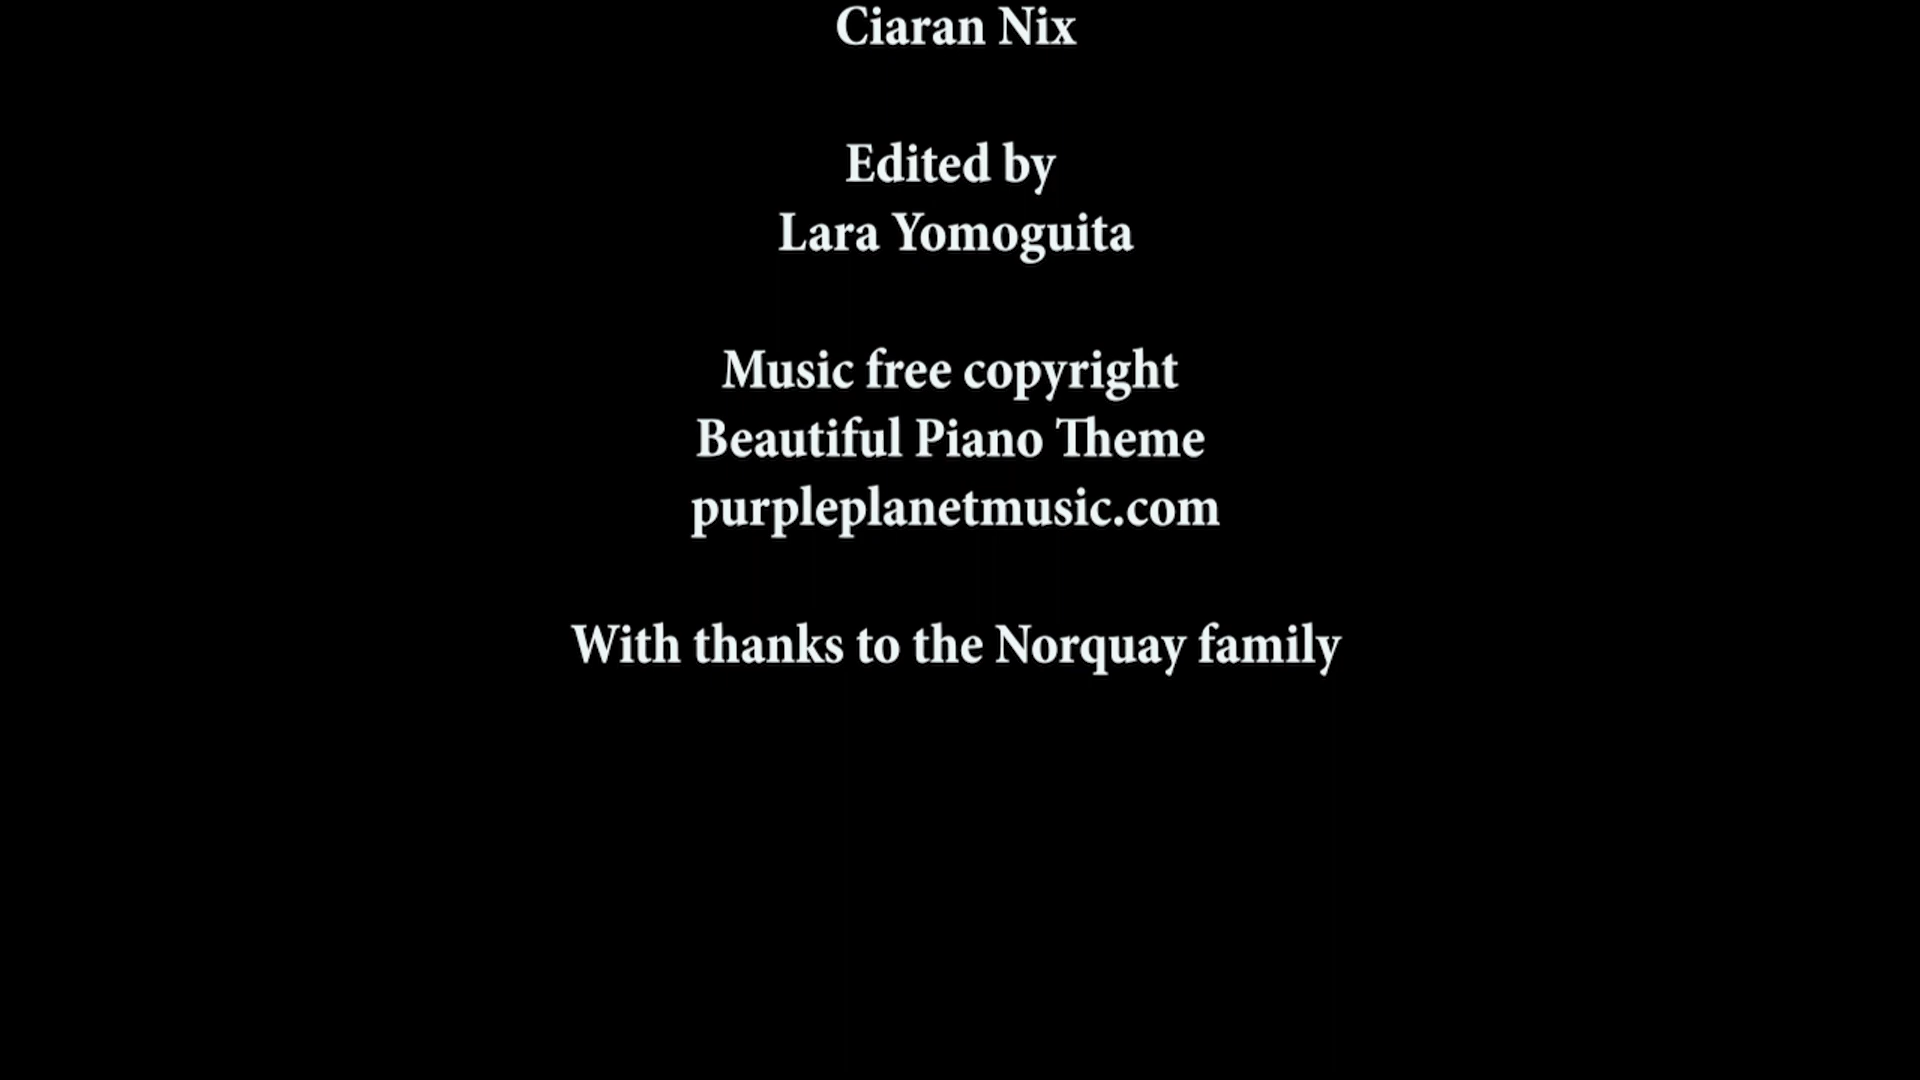 Ciaran Nix
Edited by
Lara Yomoguita
Music free copyright
Beautiful Piano Theme
purpleplanetmusic.com
With thanks to the Norquay family